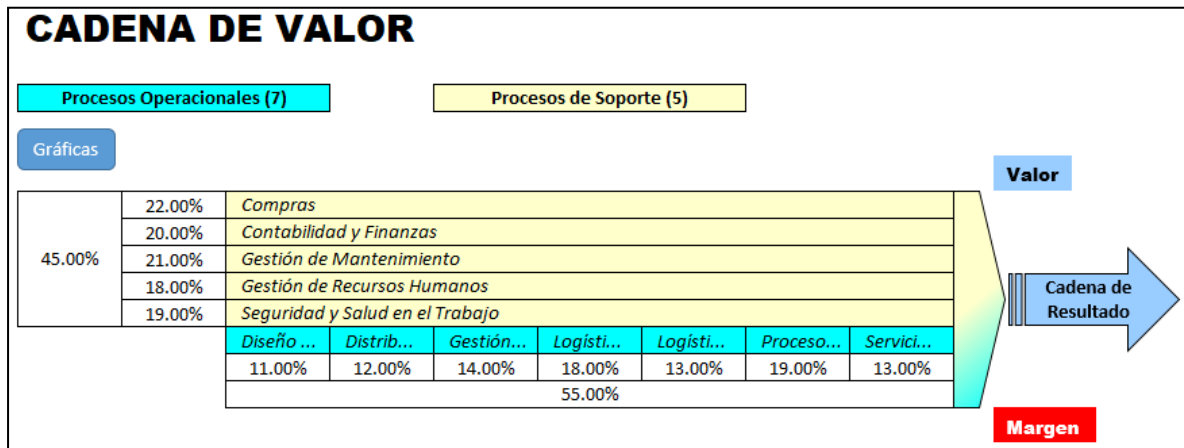 CADENA DE VALOR
Procesos Operacionales (7)
Procesos de Soporte (5)
Gráficas
Valor
45.00%
22.00% Compras
20.00% Contabilidad y Finanzas
21.00% Gestión de Mantenimiento
18.00% Gestión de Recursos Humanos
19.00% Seguridad y Salud en el Trabajo
Cadena de
Resultado
Diseño ... Distrib... Gestión... Logísti... Logísti... Proceso... Servici...
11.00% 12.00% 14.00% 18.00% 13.00% 19.00% 13.00%
55.00%
Margen